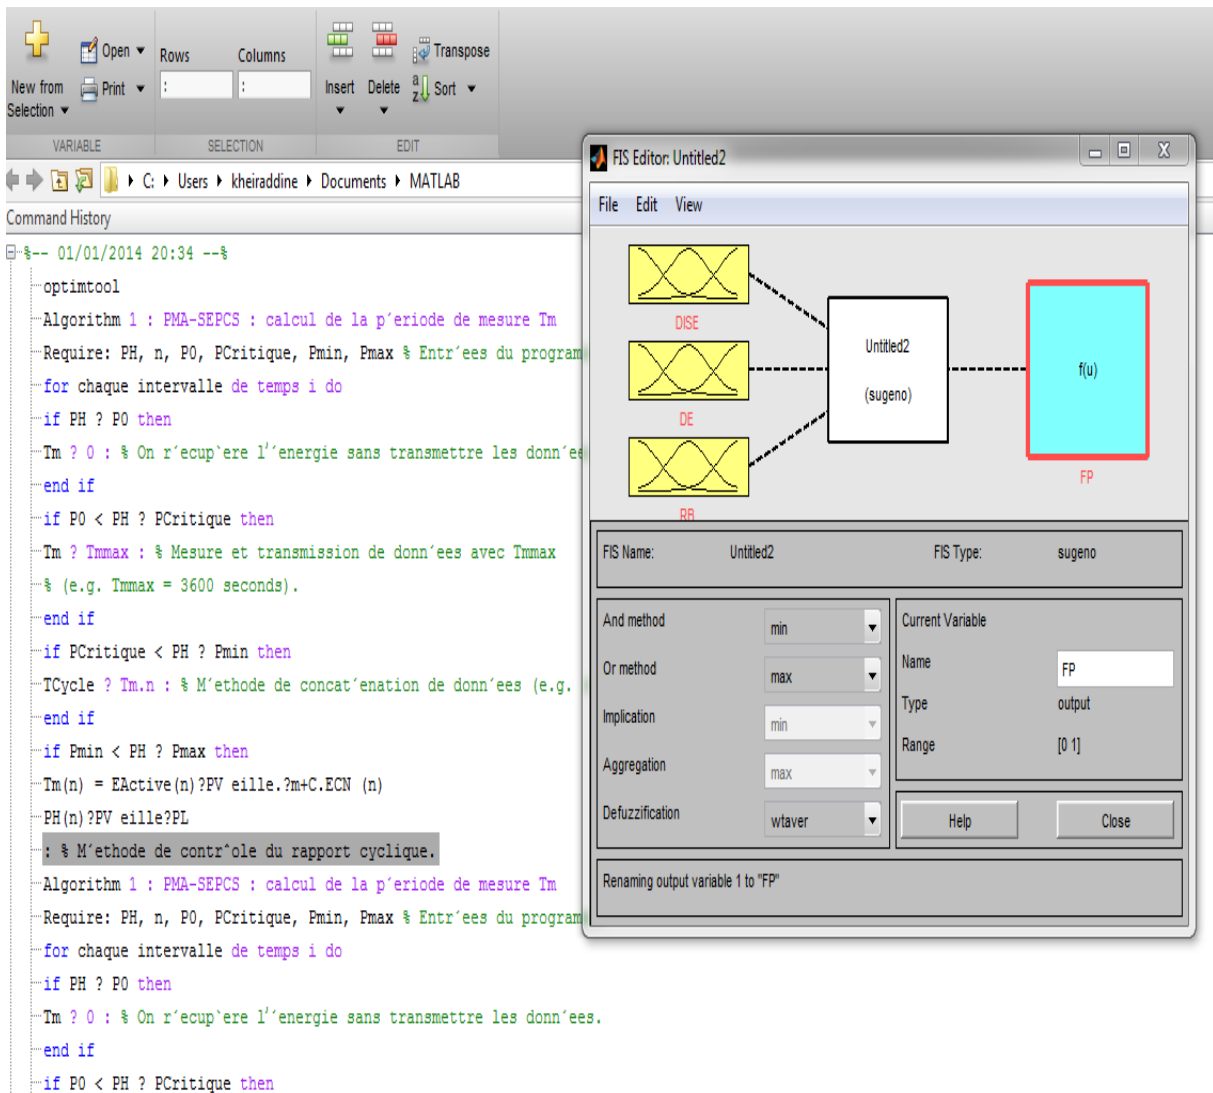 New from Selection
Open
Print
Rows
Columns
:
:
Insert
Delete
Transpose
Sort
VARIABLE
SELECTION
EDIT
C: Users kheiraddine Documents MATLAB
Command History
%-- 01/01/2014 20:34 --%
optimtool
Algorithm 1 : PMA-SEPCS : calcul de la p´eriode de mesure Tm
Require: PH, n, P0, PCritique, Pmin, Pmax % Entr´ees du program
for chaque intervalle de temps i do
if PH ? P0 then
Tm ? 0 : % On r´ecup`ere l'´energie sans transmettre les donn´ee
end if
if P0 < PH ? PCritique then
Tm ? Tmmax : % Mesure et transmission de donn´ees avec Tmmax
% (e.g. Tmmax = 3600 seconds).
end if
if PCritique < PH ? Pmin then
TCycle ? Tm.n : % M´ethode de concat´enation de donn´ees (e.g.
end if
if Pmin < PH ? Pmax then
Tm(n) = EActive(n)?PV eille.?m+C.ECN (n)
PH(n)?PV eille?PL
: % M´ethode de contr^ole du rapport cyclique.
Algorithm 1 : PMA-SEPCS : calcul de la p´eriode de mesure Tm
Require: PH, n, P0, PCritique, Pmin, Pmax % Entr´ees du program
for chaque intervalle de temps i do
if PH ? P0 then
Tm ? 0 : % On r´ecup`ere l'´energie sans transmettre les donn´ees.
end if
if P0 < PH ? PCritique then
FIS Editor: Untitled2
File Edit View
DISE
DE
RB
Untitled2
(sugeno)
f(u)
FP
FIS Name: Untitled2 FIS Type: sugeno
And method min
Or method max
Implication min
Aggregation max
Defuzzification wtaver
Current Variable
Name FP
Type output
Range [0 1]
Help Close
Renaming output variable 1 to "FP"